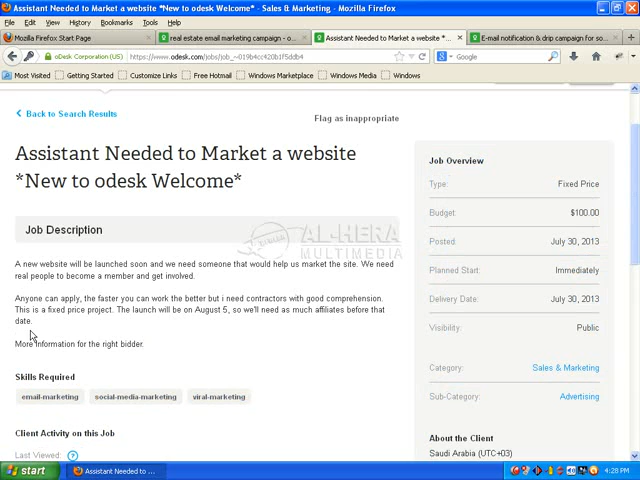 Assistant Needed to Market a website *New to odesk Welcome* - Sales & Marketing - Mozilla Firefox
File Edit View History Bookmarks Tools Help
Mozilla Firefox Start Page
real estate email marketing campaign - o...
Assistant Needed to Market a website *...
E-mail notification & drip campaign for so...
oDesk Corporation (US)
https://www.odesk.com/jobs/job_~019b4cc420b1f5ddb4
Google
Most Visited Getting Started Customize Links Free Hotmail Windows Marketplace Windows Media Windows
Back to Search Results
Flag as inappropriate
Assistant Needed to Market a website
*New to odesk Welcome*
Job Description
AL-HERA
MULTIMEDIA
A new website will be launched soon and we need someone that would help us market the site. We need
real people to become a member and get involved.
Anyone can apply, the faster you can work the better but i need contractors with good comprehension.
This is a fixed price project. The launch will be on August 5, so we'll need as much affiliates before that
date.
More Information for the right bidder.
Skills Required
email-marketing social-media-marketing viral-marketing
Client Activity on this Job
Last Viewed: ?
Job Overview
Type: Fixed Price
Budget: $100.00
Posted: July 30, 2013
Planned Start: Immediately
Delivery Date: July 30, 2013
Visibility: Public
Category: Sales & Marketing
Sub-Category: Advertising
About the Client
Saudi Arabia (UTC+03)
start
Assistant Needed to ...
4:28 PM